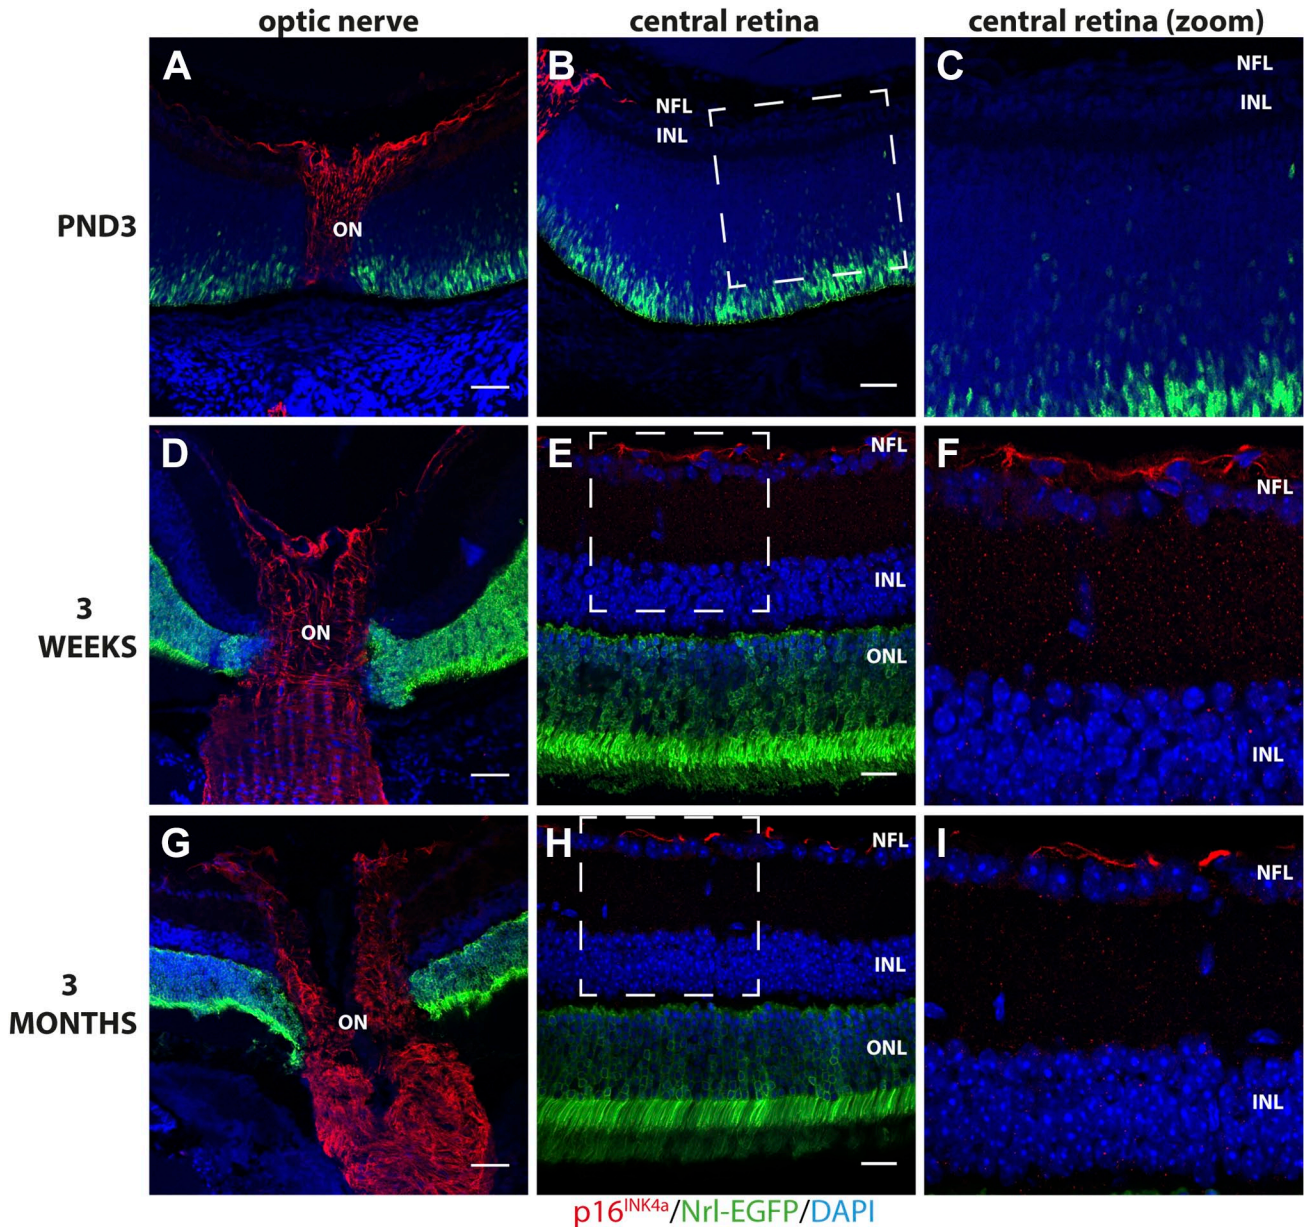 optic nerve central retina central retina (zoom)
PND3
A
ON
B
NFL
INL
C
NFL
INL
3
WEEKS
D
ON
E
NFL
INL
ONL
F
NFL
INL
3
MONTHS
G
ON
H
NFL
INL
ONL
I
NFL
INL
p16INK4a/Nrl-EGFP/DAPI